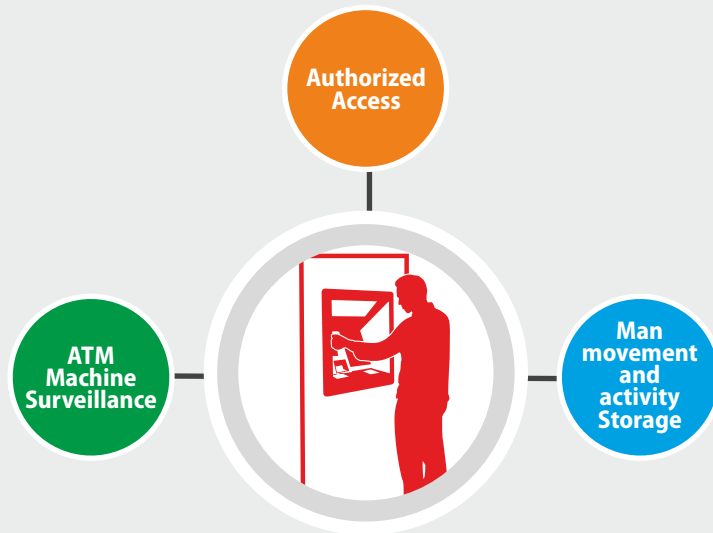 Authorized
Access
ATM
Machine
Surveillance
Man
movement
and
activity
Storage